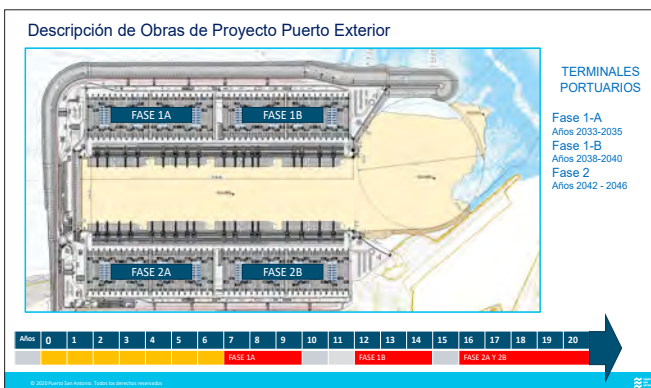 Descripción de Obras de Proyecto Puerto Exterior
FASE 1A
FASE 1B
FASE 2A
FASE 2B
TERMINALES
PORTUARIOS
Fase 1-A
Años 2033-2035
Fase 1-B
Años 2038-2040
Fase 2
Años 2042 - 2046
Años 0 1 2 3 4 5 6 7 8 9 10 11 12 13 14 15 16 17 18 19 20
FASE 1A FASE 1B FASE 2A Y 2B
© 2020 Puerto San Antonio. Todos los derechos reservados